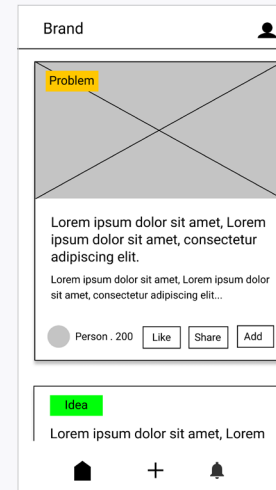 Brand
Problem
Lorem ipsum dolor sit amet, Lorem
ipsum dolor sit amet, consectetur
adipiscing elit.
Lorem ipsum dolor sit amet, Lorem ipsum dolor
sit amet, consectetur adipiscing elit...
Person . 200 Like Share Add
Idea
Lorem ipsum dolor sit amet, Lorem